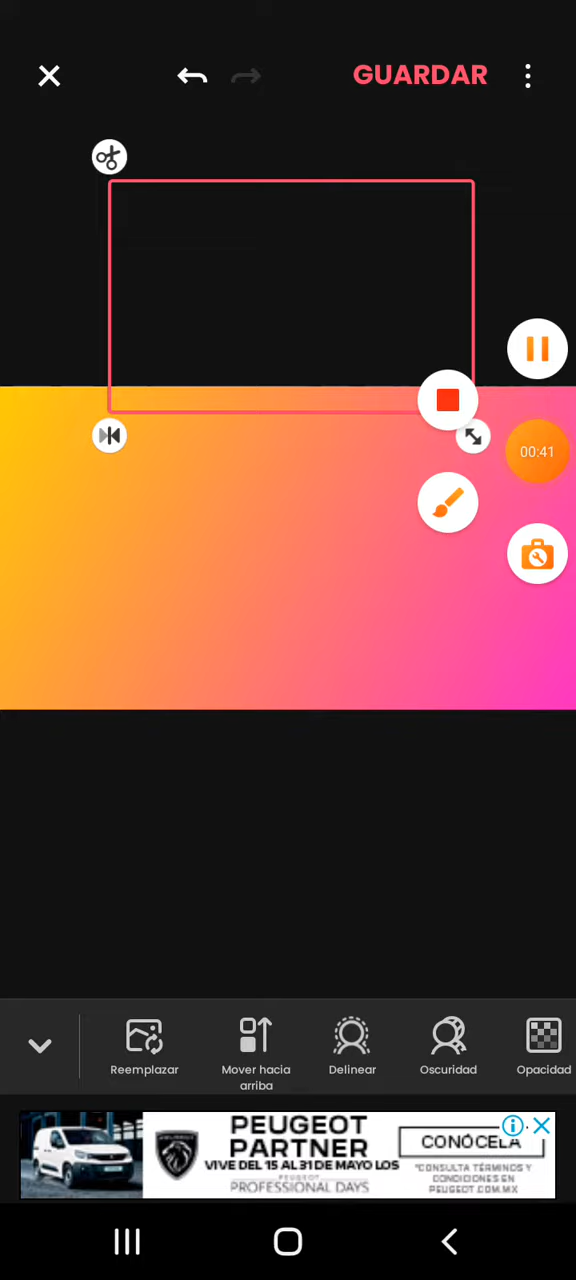 GUARDAR
00:41
Reemplazar
Mover hacia
arriba
Delinear
Oscuridad
Opacidad
PEUGEOT
PARTNER
VIVE DEL 15 AL 31 DE MAYO LOS
PEUGEOT
PROFESSIONAL DAYS
CONÓCELA
*CONSULTA TÉRMINOS Y
CONDICIONES EN
PEUGEOT.COM.MX